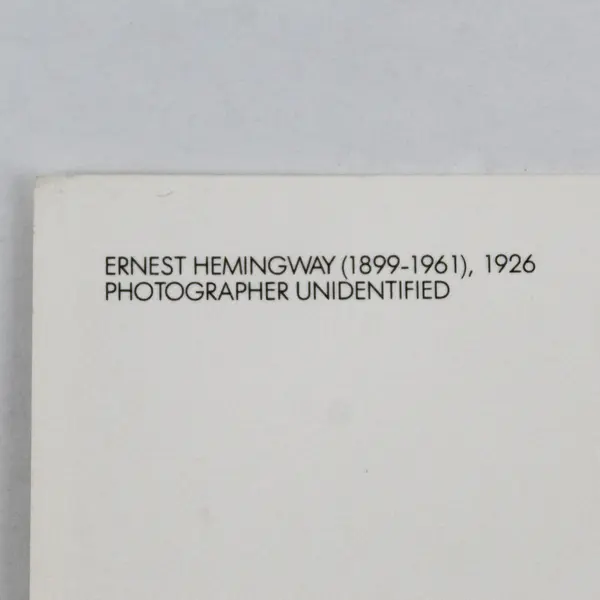 ERNEST HEMINGWAY (1899-1961), 1926
PHOTOGRAPHER UNIDENTIFIED